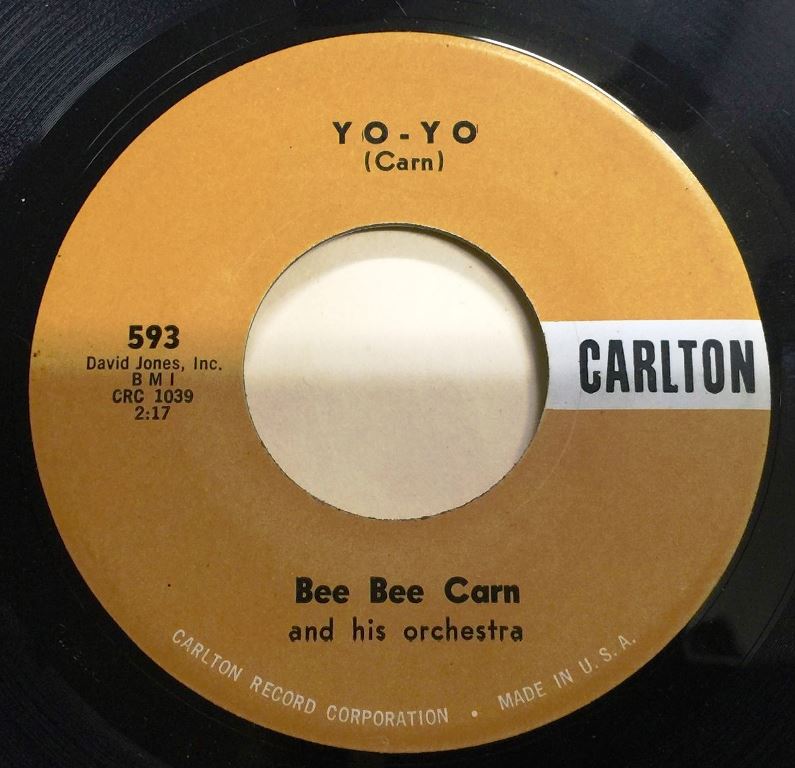 YO-YO
(Carn)
593
David Jones, Inc.
B M I
CRC 1039
2:17
CARLTON
Bee Bee Carn
and his orchestra
CARLTON RECORD CORPORATION • MADE IN U.S.A.